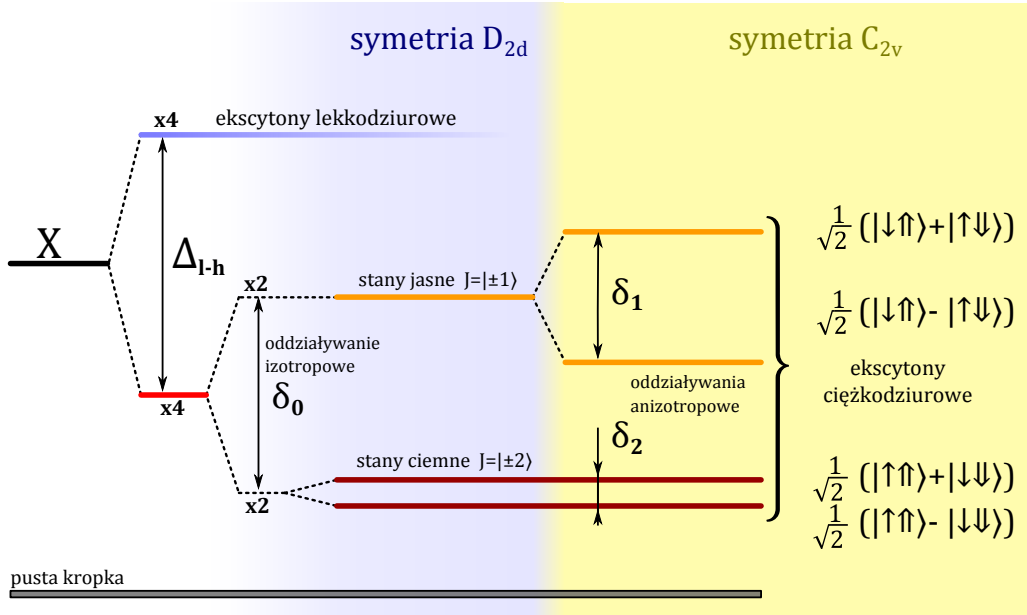 symetria D₂d
symetria C₂ᵥ
x4
ekscytony lekkodziurowe
X
Δl-h
x4
x2
stany jasne J=|±1⟩
oddziaływanie
izotropowe
δ₀
x2
stany ciemne J=|±2⟩
δ₁
oddziaływania
anizotropowe
δ₂
1/√2 (|↓⇑⟩+|↑⇓⟩)
1/√2 (|↓⇑⟩- |↑⇓⟩)
ekscytony
ciężkodziurowe
1/√2 (|↑⇑⟩+|↓⇓⟩)
1/√2 (|↑⇑⟩- |↓⇓⟩)
pusta kropka